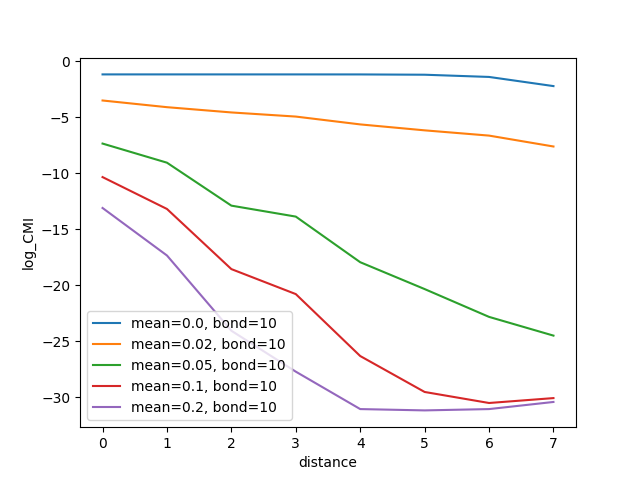 0
−5
−10
−15
−20
−25
−30
log_CMI
mean=0.0, bond=10
mean=0.02, bond=10
mean=0.05, bond=10
mean=0.1, bond=10
mean=0.2, bond=10
0 1 2 3 4 5 6 7
distance